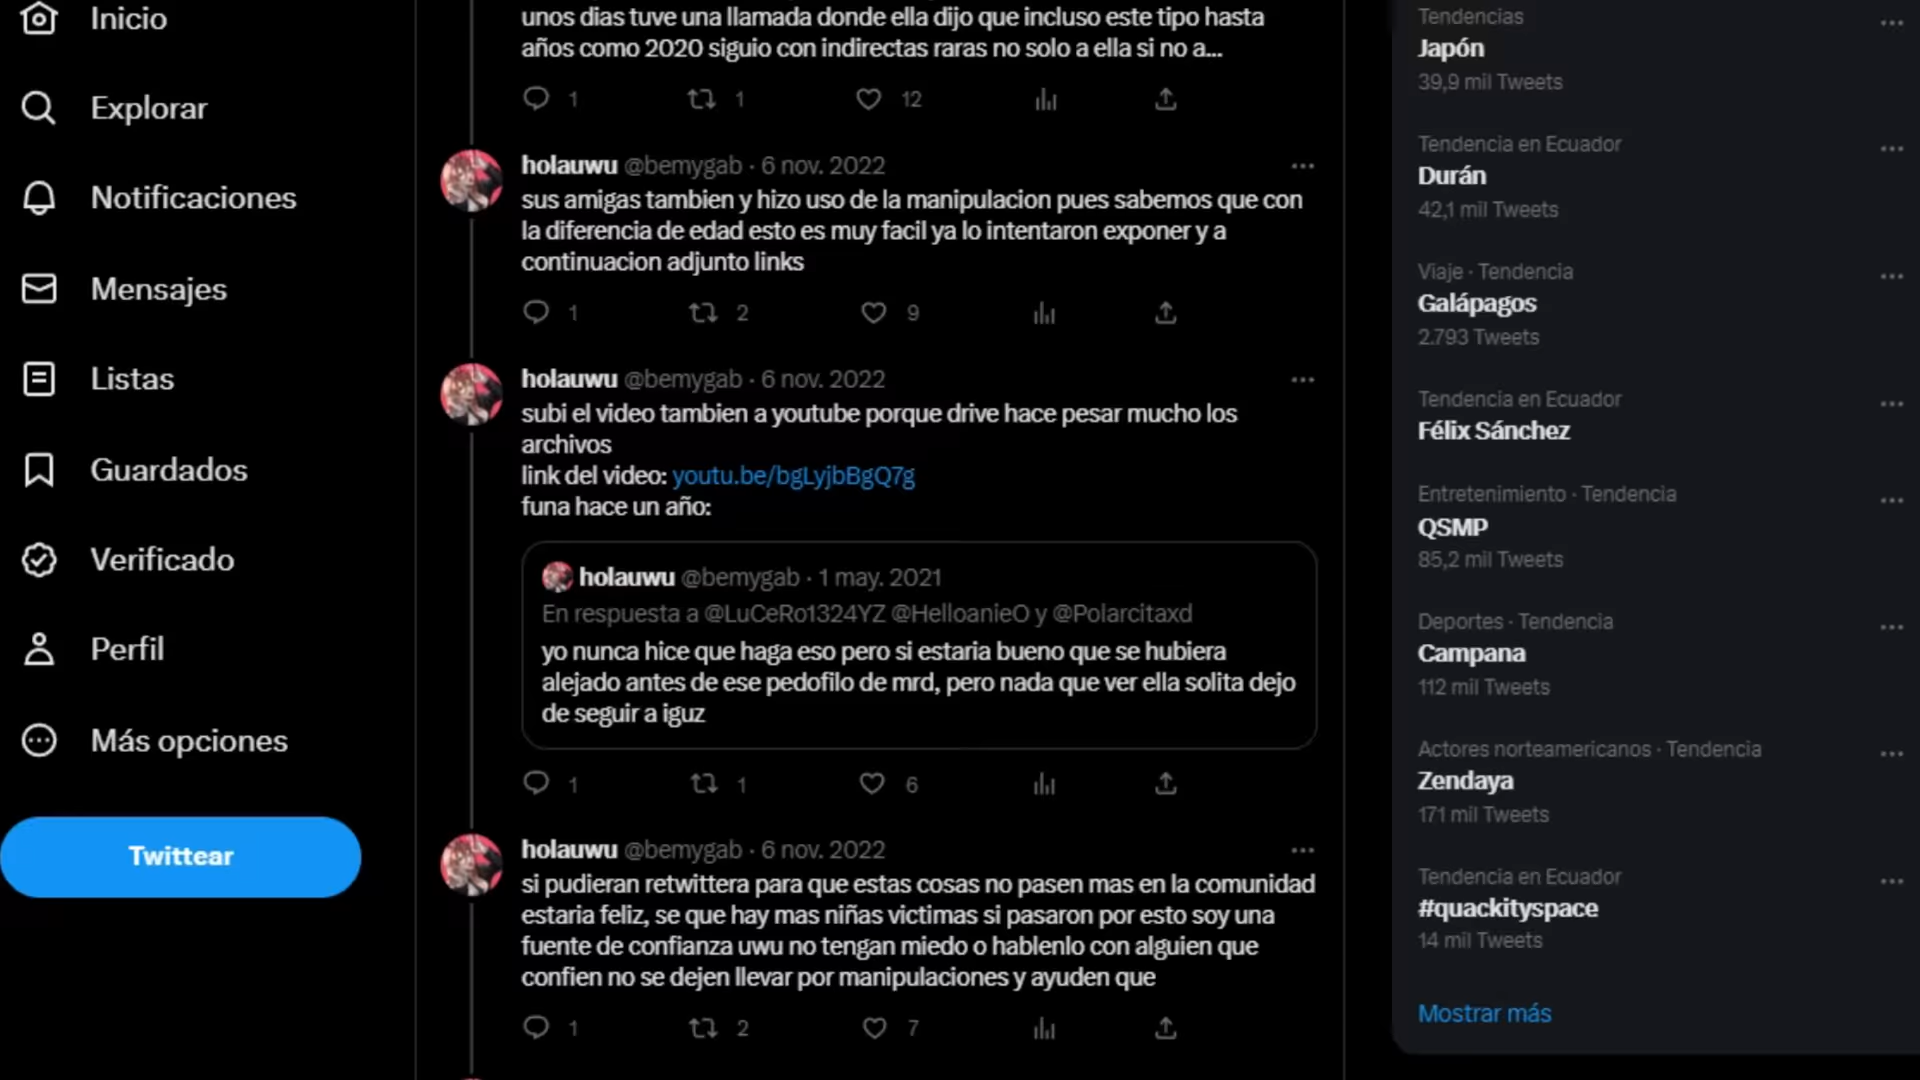 Inicio
Explorar
Notificaciones
Mensajes
Listas
Guardados
Verificado
Perfil
Más opciones
Twittear
unos dias tuve una llamada donde ella dijo que incluso este tipo hasta
años como 2020 siguio con indirectas raras no solo a ella si no a...
1 1 12
holauwu @bemygab · 6 nov. 2022
sus amigas tambien y hizo uso de la manipulacion pues sabemos que con
la diferencia de edad esto es muy facil ya lo intentaron exponer y a
continuacion adjunto links
1 2 9
holauwu @bemygab · 6 nov. 2022
subi el video tambien a youtube porque drive hace pesar mucho los
archivos
link del video: youtu.be/bgLyjbBgQ7g
funa hace un año:
holauwu @bemygab · 1 may. 2021
En respuesta a @LuCeRo1324YZ @HelloanieO y @Polarcitaxd
yo nunca hice que haga eso pero si estaria bueno que se hubiera
alejado antes de ese pedofilo de mrd, pero nada que ver ella solita dejo
de seguir a iguz
1 1 6
holauwu @bemygab · 6 nov. 2022
si pudieran retwittera para que estas cosas no pasen mas en la comunidad
estaria feliz, se que hay mas niñas victimas si pasaron por esto soy una
fuente de confianza uwu no tengan miedo o hablenlo con alguien que
confien no se dejen llevar por manipulaciones y ayuden que
1 2 7
Tendencias
Japón
39,9 mil Tweets
Tendencia en Ecuador
Durán
42,1 mil Tweets
Viaje · Tendencia
Galápagos
2.793 Tweets
Tendencia en Ecuador
Félix Sánchez
Entretenimiento · Tendencia
QSMP
85,2 mil Tweets
Deportes · Tendencia
Campana
112 mil Tweets
Actores norteamericanos · Tendencia
Zendaya
171 mil Tweets
Tendencia en Ecuador
#quackityspace
14 mil Tweets
Mostrar más